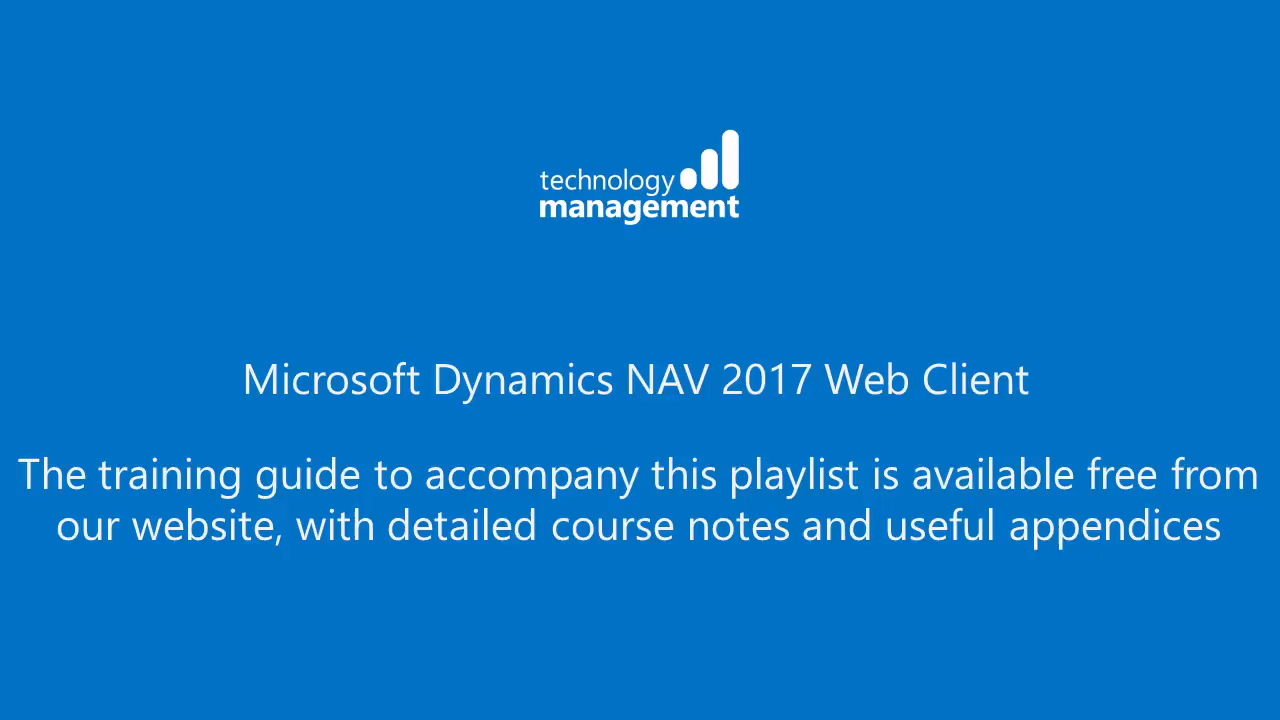 technology
management
Microsoft Dynamics NAV 2017 Web Client
The training guide to accompany this playlist is available free from
our website, with detailed course notes and useful appendices